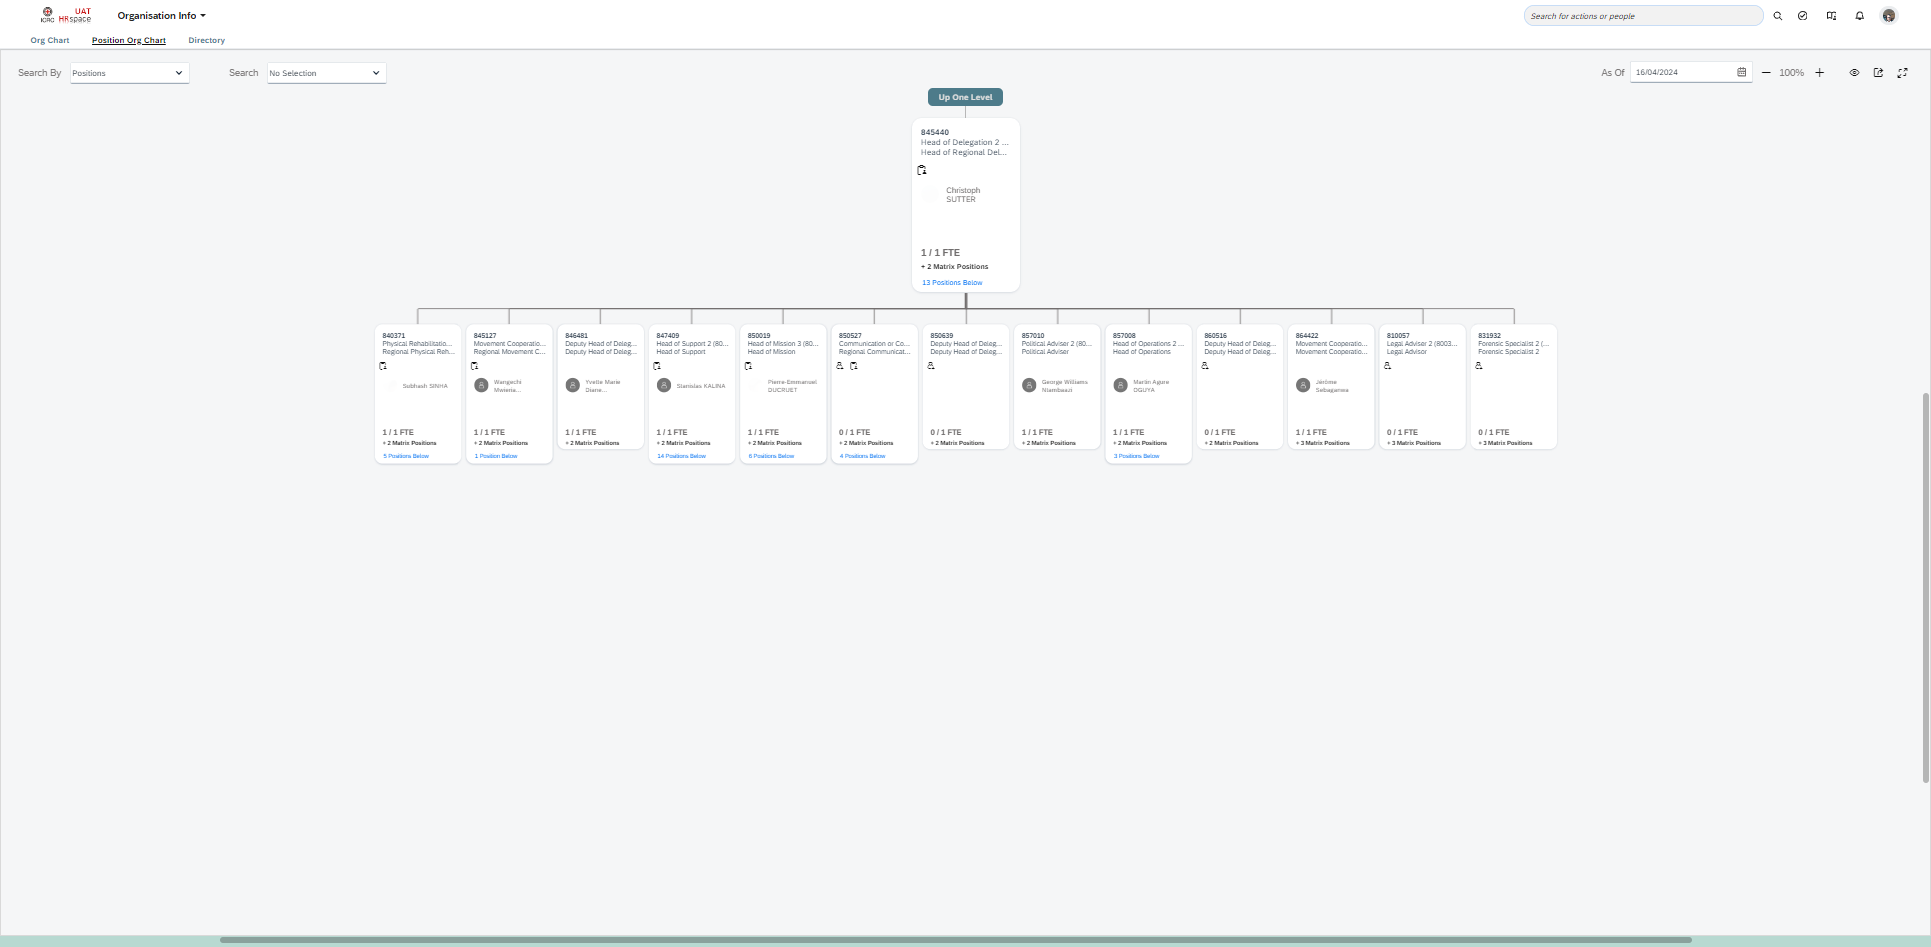 UAT
ICRC HRspace
Organisation Info
Search for actions or people
Org Chart
Position Org Chart
Directory
Search By
Positions
Search
No Selection
As Of
16/04/2024
100%
Up One Level
845440
Head of Delegation 2 ...
Head of Regional Del...
Christoph
SUTTER
1 / 1 FTE
+ 2 Matrix Positions
13 Positions Below
840371
Physical Rehabilitatio...
Regional Physical Reh...
Subhash SINHA
1 / 1 FTE
+ 2 Matrix Positions
5 Positions Below
845127
Movement Cooperatio...
Regional Movement C...
Wangechi
Mwieria...
1 / 1 FTE
+ 2 Matrix Positions
1 Position Below
846481
Deputy Head of Deleg...
Deputy Head of Deleg...
Yvette Marie
Diane...
1 / 1 FTE
+ 2 Matrix Positions
847409
Head of Support 2 (80...
Head of Support
Stanislas KALINA
1 / 1 FTE
+ 2 Matrix Positions
14 Positions Below
850019
Head of Mission 3 (80...
Head of Mission
Pierre-Emmanuel
DUCRUET
1 / 1 FTE
+ 2 Matrix Positions
6 Positions Below
850527
Communication or Co...
Regional Communicat...
0 / 1 FTE
+ 2 Matrix Positions
4 Positions Below
850639
Deputy Head of Deleg...
Deputy Head of Deleg...
0 / 1 FTE
+ 2 Matrix Positions
857010
Political Adviser 2 (80...
Political Adviser
George Williams
1 / 1 FTE
+ 2 Matrix Positions
857008
Head of Operations 2 ...
Head of Operations
Martin Agure
OGUYA
1 / 1 FTE
+ 2 Matrix Positions
3 Positions Below
860516
Deputy Head of Deleg...
Deputy Head of Deleg...
0 / 1 FTE
+ 2 Matrix Positions
864422
Movement Cooperatio...
Movement Cooperatio...
Jérôme
Sebaganwa
1 / 1 FTE
+ 3 Matrix Positions
810057
Legal Adviser 2 (8003...
Legal Advisor
0 / 1 FTE
+ 3 Matrix Positions
831932
Forensic Specialist 2 (...
Forensic Specialist 2
0 / 1 FTE
+ 3 Matrix Positions